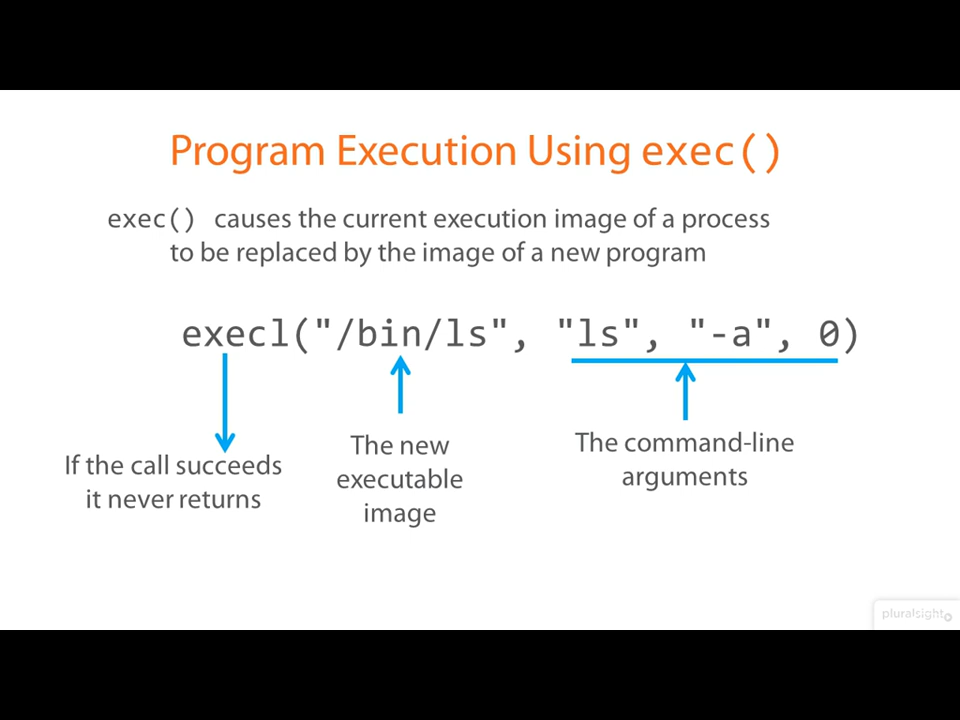 Program Execution Using exec()
exec() causes the current execution image of a process
to be replaced by the image of a new program
execl("/bin/ls", "ls", "-a", 0)
If the call succeeds
it never returns
The new
executable
image
The command-line
arguments
pluralsight